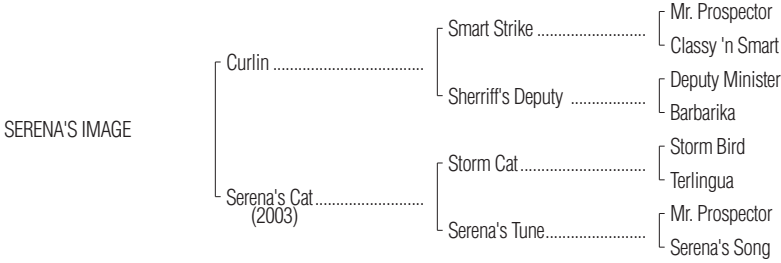 Mr. Prospector
Smart Strike ..........................
Classy 'n Smart
Curlin ....................................
Deputy Minister
Sherriff's Deputy ..................
Barbarika
SERENA'S IMAGE
Storm Bird
Storm Cat..............................
Terlingua
Serena's Cat..........................
(2003)
Mr. Prospector
Serena's Tune........................
Serena's Song